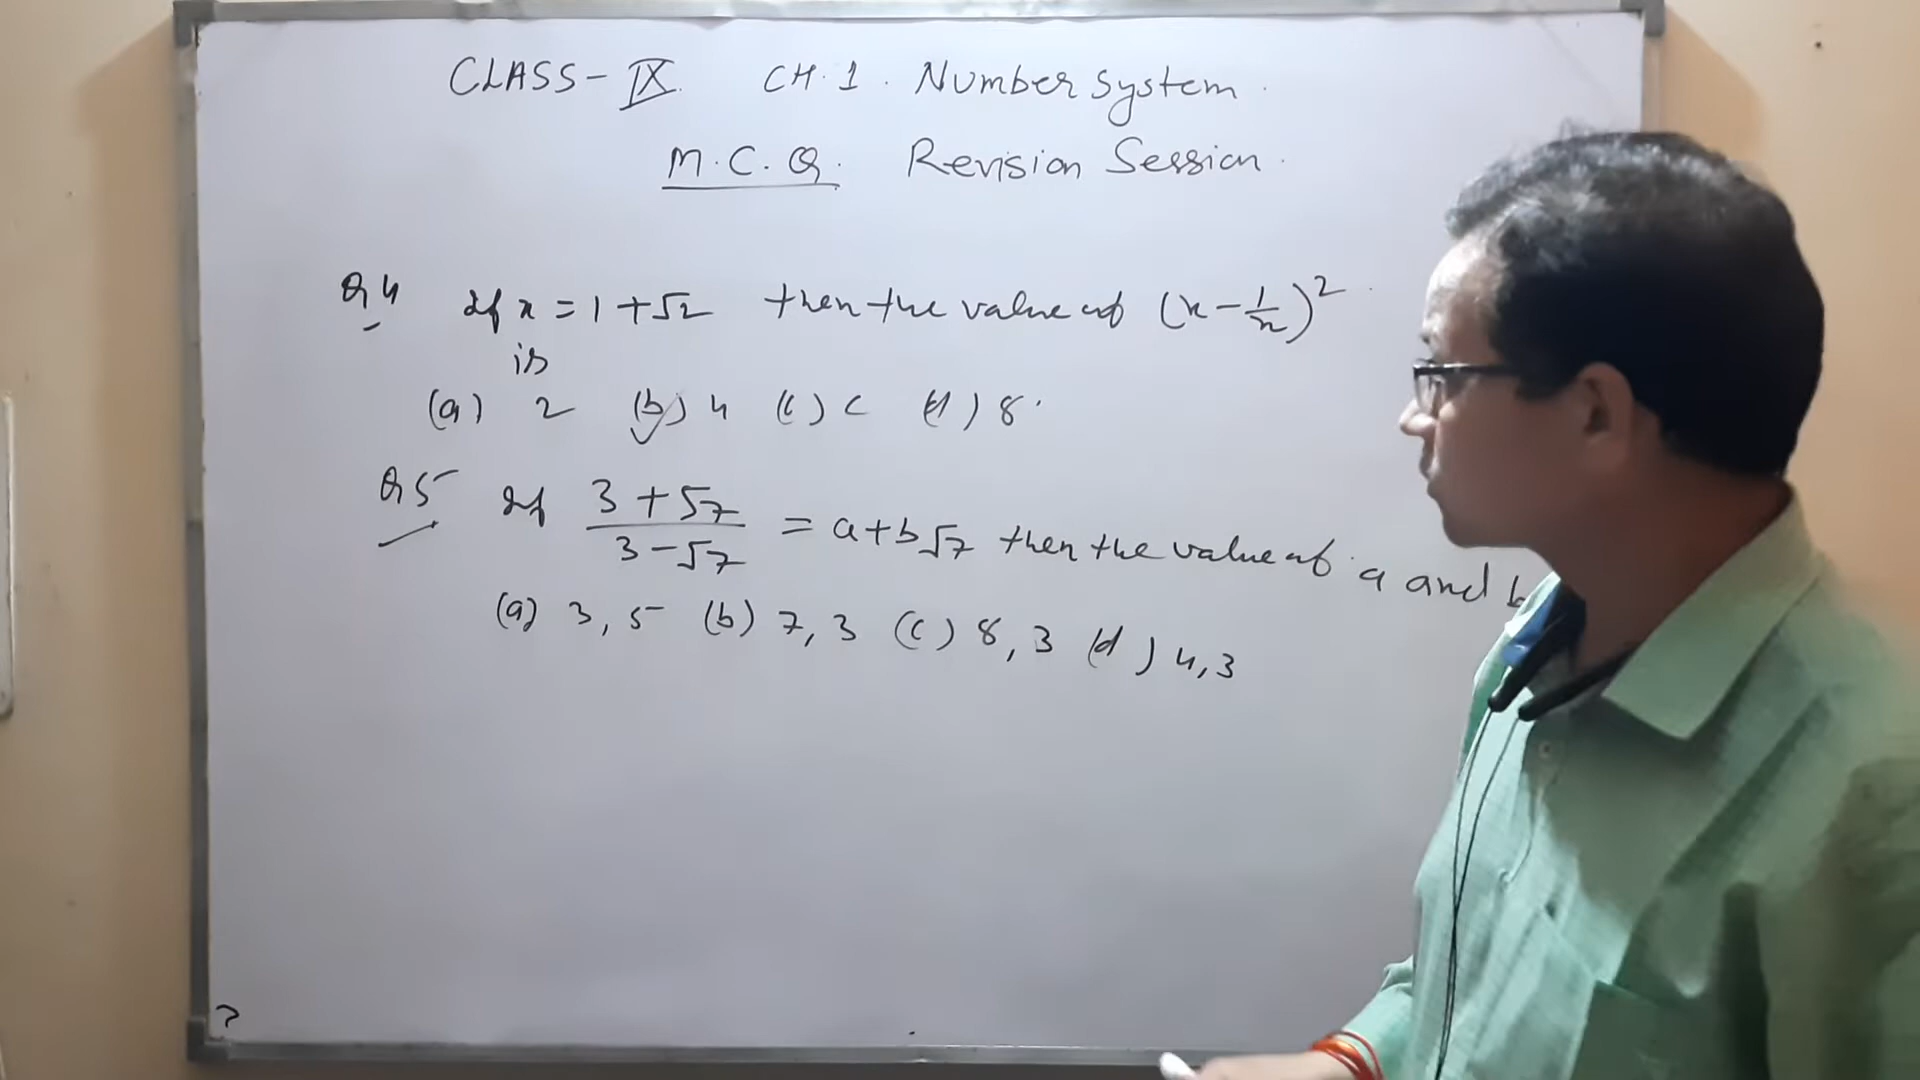 CLASS-IX CH.1. Number System.
M.C.Q. Revision Session.
Q4 If x = 1+√2 then the value of (x - 1/x)²
is
(a) 2 (b) 4 (c) c (d) 8.
Q5 If (3+√7)/(3-√7) = a+b√7 then the value of a and b
(a) 3, 5 (b) 7, 3 (c) 8, 3 (d) 4, 3
?